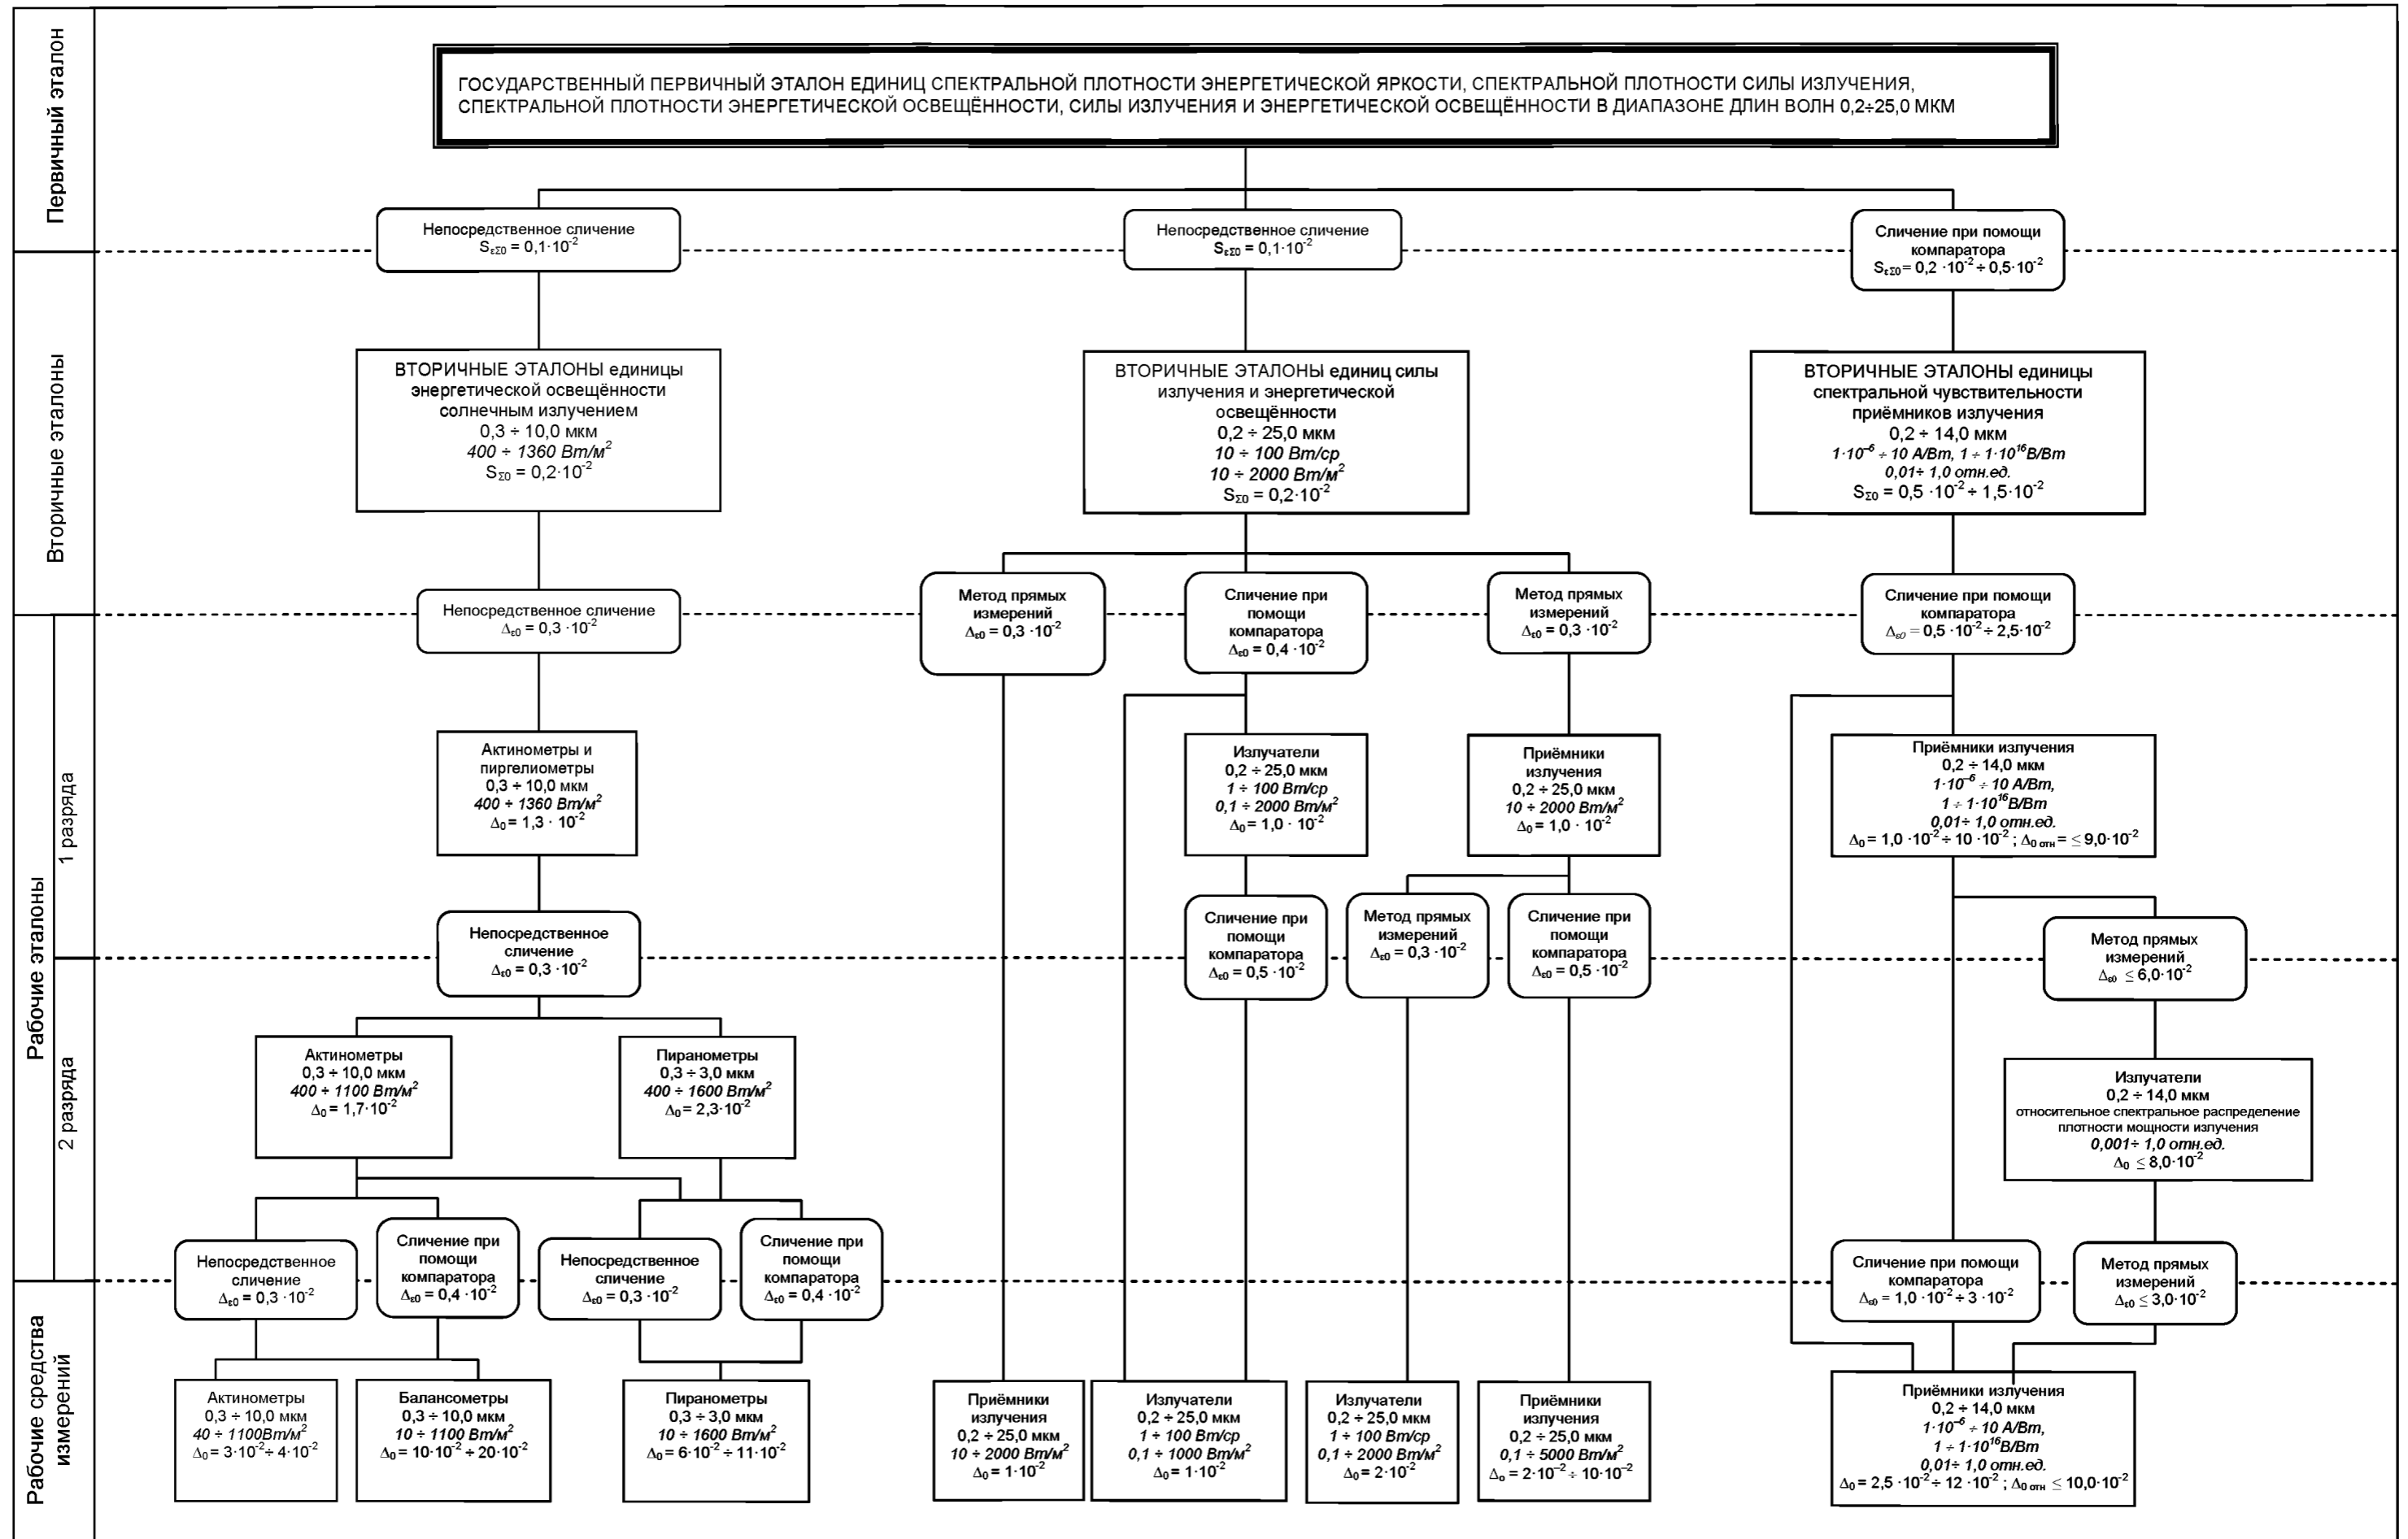 Первичный эталон
ГОСУДАРСТВЕННЫЙ ПЕРВИЧНЫЙ ЭТАЛОН ЕДИНИЦ СПЕКТРАЛЬНОЙ ПЛОТНОСТИ ЭНЕРГЕТИЧЕСКОЙ ЯРКОСТИ, СПЕКТРАЛЬНОЙ ПЛОТНОСТИ СИЛЫ ИЗЛУЧЕНИЯ,
СПЕКТРАЛЬНОЙ ПЛОТНОСТИ ЭНЕРГЕТИЧЕСКОЙ ОСВЕЩЁННОСТИ, СИЛЫ ИЗЛУЧЕНИЯ И ЭНЕРГЕТИЧЕСКОЙ ОСВЕЩЁННОСТИ В ДИАПАЗОНЕ ДЛИН ВОЛН 0,2÷25,0 МКМ
Непосредственное сличение
S_εΣ0 = 0,1·10⁻²
Непосредственное сличение
S_εΣ0 = 0,1·10⁻²
Сличение при помощи
компаратора
S_εΣ0 = 0,2 ·10⁻² ÷ 0,5·10⁻²
Вторичные эталоны
ВТОРИЧНЫЕ ЭТАЛОНЫ единицы
энергетической освещённости
солнечным излучением
0,3 ÷ 10,0 мкм
400 ÷ 1360 Вт/м²
S_Σ0 = 0,2·10⁻²
ВТОРИЧНЫЕ ЭТАЛОНЫ единиц силы
излучения и энергетической
освещённости
0,2 ÷ 25,0 мкм
10 ÷ 100 Вт/ср
10 ÷ 2000 Вт/м²
S_Σ0 = 0,2·10⁻²
ВТОРИЧНЫЕ ЭТАЛОНЫ единицы
спектральной чувствительности
приёмников излучения
0,2 ÷ 14,0 мкм
1·10⁻⁶ ÷ 10 А/Вт, 1 ÷ 1·10¹⁶В/Вт
0,01÷ 1,0 отн.ед.
S_Σ0 = 0,5 ·10⁻² ÷ 1,5·10⁻²
Непосредственное сличение
Δ_ε0 = 0,3 ·10⁻²
Метод прямых
измерений
Δ_ε0 = 0,3 ·10⁻²
Сличение при
помощи
компаратора
Δ_ε0 = 0,4 ·10⁻²
Метод прямых
измерений
Δ_ε0 = 0,3 ·10⁻²
Сличение при помощи
компаратора
Δ_ε0 = 0,5 ·10⁻² ÷ 2,5·10⁻²
Рабочие эталоны
1 разряда
Актинометры и
пиргелиометры
0,3 ÷ 10,0 мкм
400 ÷ 1360 Вт/м²
Δ₀ = 1,3 · 10⁻²
Излучатели
0,2 ÷ 25,0 мкм
1 ÷ 100 Вт/ср
0,1 ÷ 2000 Вт/м²
Δ₀ = 1,0 · 10⁻²
Приёмники
излучения
0,2 ÷ 25,0 мкм
10 ÷ 2000 Вт/м²
Δ₀ = 1,0 · 10⁻²
Приёмники излучения
0,2 ÷ 14,0 мкм
1·10⁻⁶ ÷ 10 А/Вт,
1 ÷ 1·10¹⁶В/Вт
0,01÷ 1,0 отн.ед.
Δ₀ = 1,0 ·10⁻² ÷ 10 ·10⁻² ; Δ₀ отн = ≤ 9,0·10⁻²
Непосредственное
сличение
Δ_ε0 = 0,3 ·10⁻²
Сличение при
помощи
компаратора
Δ_ε0 = 0,5 ·10⁻²
Метод прямых
измерений
Δ_ε0 = 0,3 ·10⁻²
Сличение при
помощи
компаратора
Δ_ε0 = 0,5 ·10⁻²
Метод прямых
измерений
Δ_ε0 ≤ 6,0·10⁻²
2 разряда
Актинометры
0,3 ÷ 10,0 мкм
400 ÷ 1100 Вт/м²
Δ₀ = 1,7·10⁻²
Пиранометры
0,3 ÷ 3,0 мкм
400 ÷ 1600 Вт/м²
Δ₀ = 2,3·10⁻²
Излучатели
0,2 ÷ 14,0 мкм
относительное спектральное распределение
плотности мощности излучения
0,001÷ 1,0 отн.ед.
Δ₀ ≤ 8,0·10⁻²
Непосредственное
сличение
Δ_ε0 = 0,3 ·10⁻²
Сличение при
помощи
компаратора
Δ_ε0 = 0,4 ·10⁻²
Непосредственное
сличение
Δ_ε0 = 0,3 ·10⁻²
Сличение при
помощи
компаратора
Δ_ε0 = 0,4 ·10⁻²
Сличение при помощи
компаратора
Δ_ε0 = 1,0 ·10⁻² ÷ 3 ·10⁻²
Метод прямых
измерений
Δ_ε0 ≤ 3,0·10⁻²
Рабочие средства
измерений
Актинометры
0,3 ÷ 10,0 мкм
40 ÷ 1100Вт/м²
Δ₀ = 3·10⁻² ÷ 4·10⁻²
Балансометры
0,3 ÷ 10,0 мкм
10 ÷ 1100 Вт/м²
Δ₀ = 10·10⁻² ÷ 20·10⁻²
Пиранометры
0,3 ÷ 3,0 мкм
10 ÷ 1600 Вт/м²
Δ₀ = 6·10⁻² ÷ 11·10⁻²
Приёмники
излучения
0,2 ÷ 25,0 мкм
10 ÷ 2000 Вт/м²
Δ₀ = 1·10⁻²
Излучатели
0,2 ÷ 25,0 мкм
1 ÷ 100 Вт/ср
0,1 ÷ 1000 Вт/м²
Δ₀ = 1·10⁻²
Излучатели
0,2 ÷ 25,0 мкм
1 ÷ 100 Вт/ср
0,1 ÷ 2000 Вт/м²
Δ₀ = 2·10⁻²
Приёмники
излучения
0,2 ÷ 25,0 мкм
0,1 ÷ 5000 Вт/м²
Δₒ = 2·10⁻² ÷ 10·10⁻²
Приёмники излучения
0,2 ÷ 14,0 мкм
1·10⁻⁶ ÷ 10 А/Вт,
1 ÷ 1·10¹⁶В/Вт
0,01÷ 1,0 отн.ед.
Δ₀ = 2,5 ·10⁻² ÷ 12 ·10⁻² ; Δ₀ отн ≤ 10,0·10⁻²